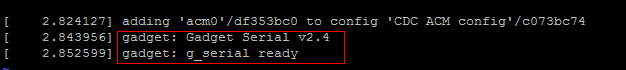 [    2.824127] adding 'acm0'/df353bc0 to config 'CDC ACM config'/c073bc74
[    2.843956] gadget: Gadget Serial v2.4
[    2.852599] gadget: g_serial ready
~